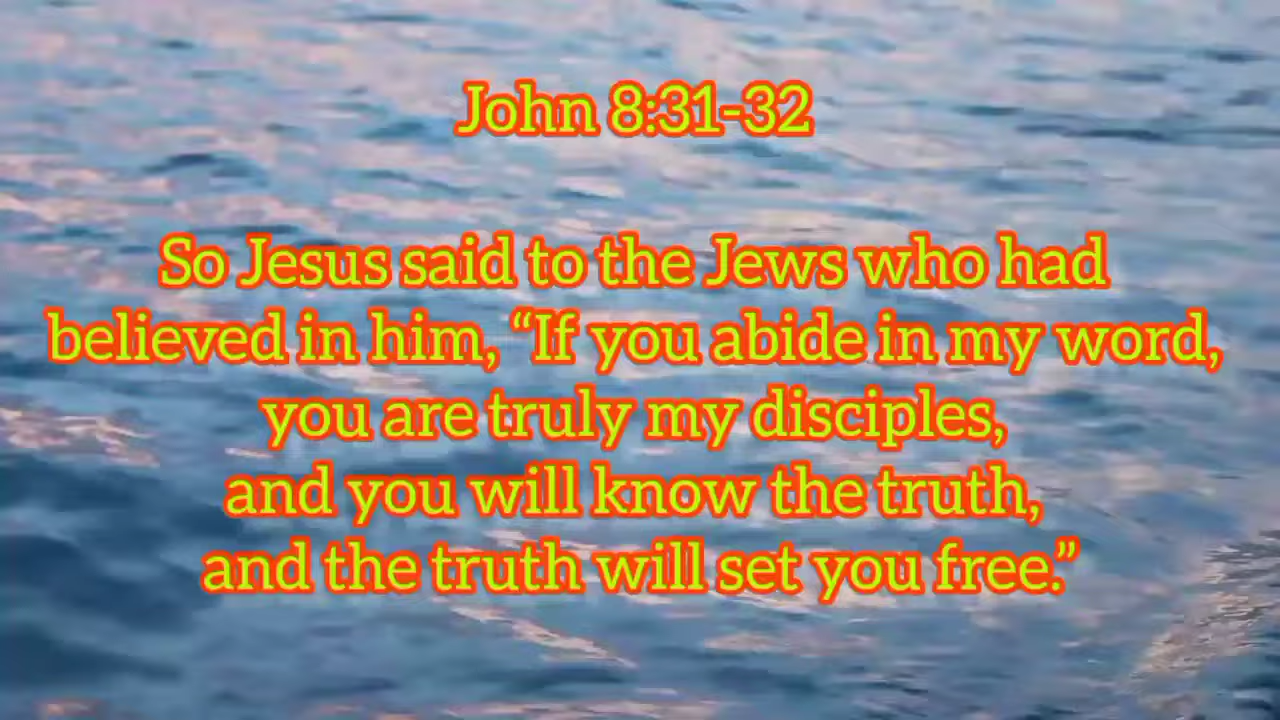 John 8:31-32
So Jesus said to the Jews who had
believed in him, “If you abide in my word,
you are truly my disciples,
and you will know the truth,
and the truth will set you free.”